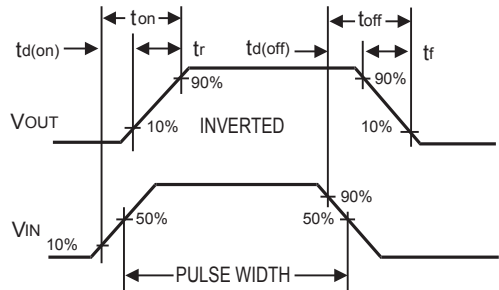 ton toff
td(on) tr td(off) tf
90% 90%
VOUT 10% INVERTED 10%
90%
50% 50%
VIN
10%
PULSE WIDTH